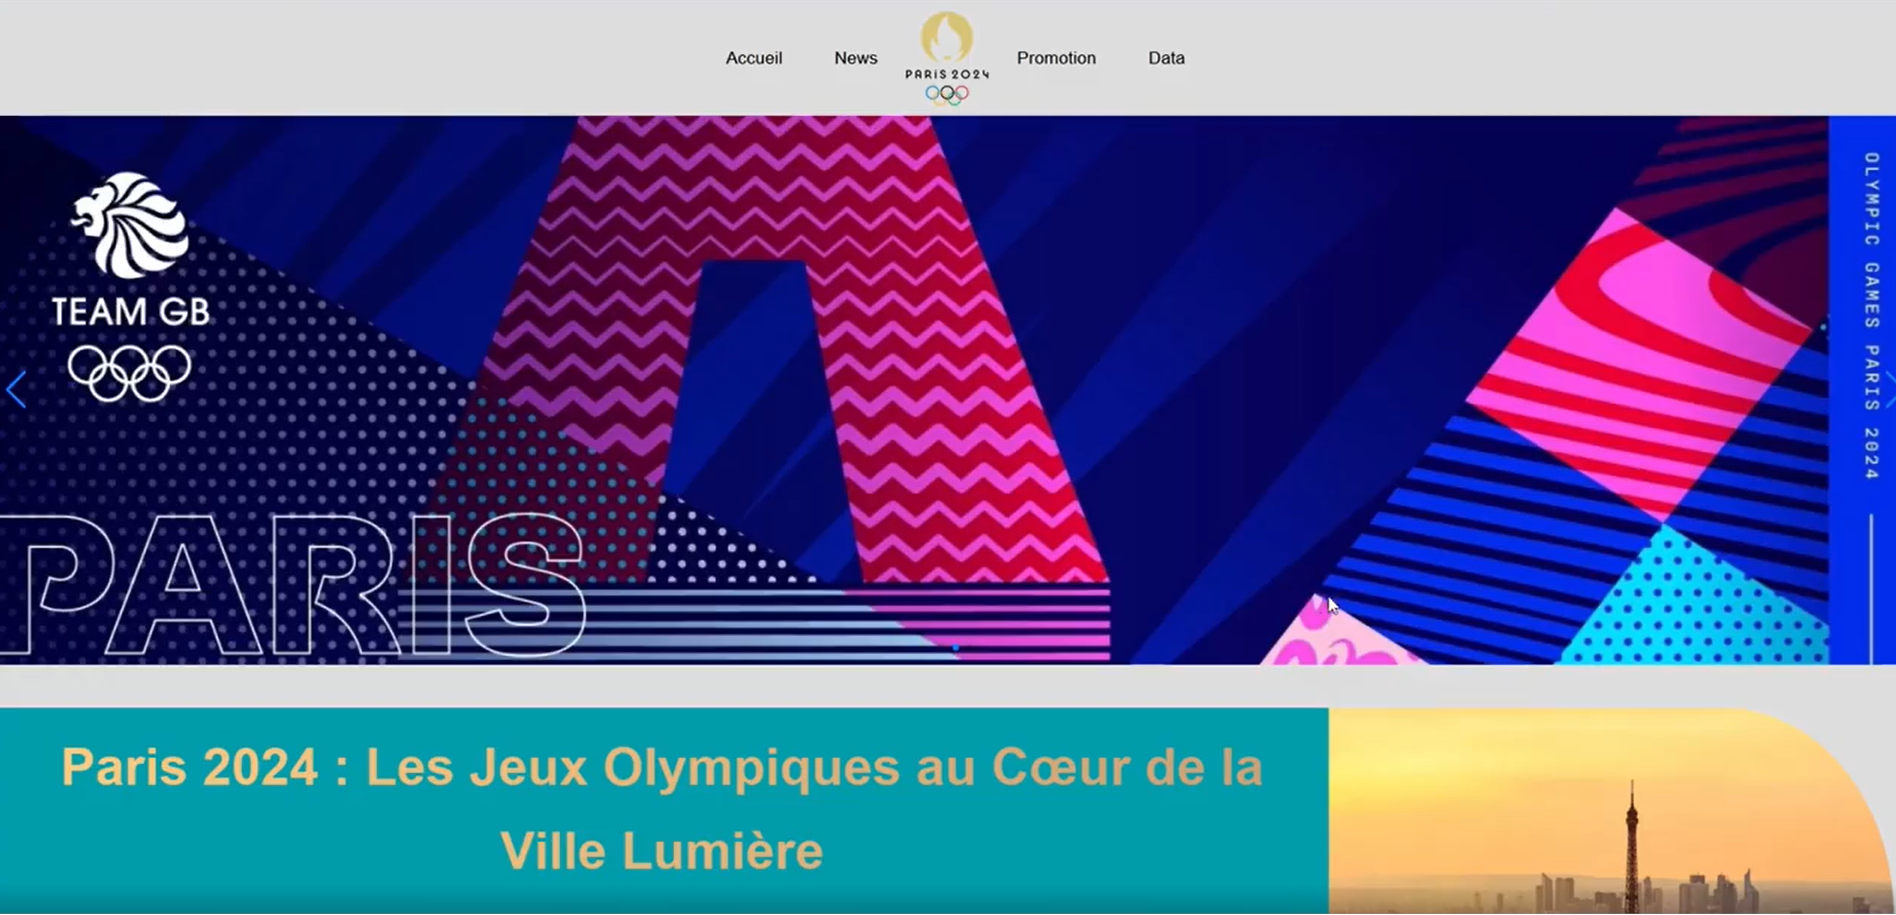 Accueil
News
PARIS 2024
Promotion
Data
TEAM GB
PARIS
OLYMPIC GAMES PARIS 2024
Paris 2024 : Les Jeux Olympiques au Cœur de la
Ville Lumière